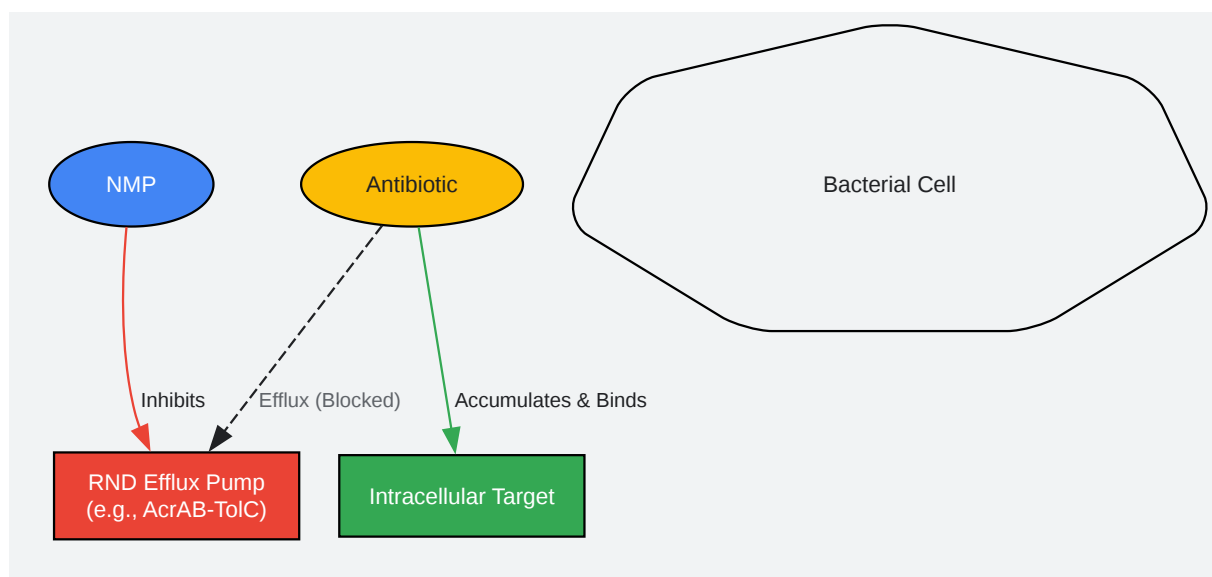 NMP
Antibiotic
Bacterial Cell
Inhibits
Efflux (Blocked)
Accumulates & Binds
RND Efflux Pump
(e.g., AcrAB-TolC)
Intracellular Target